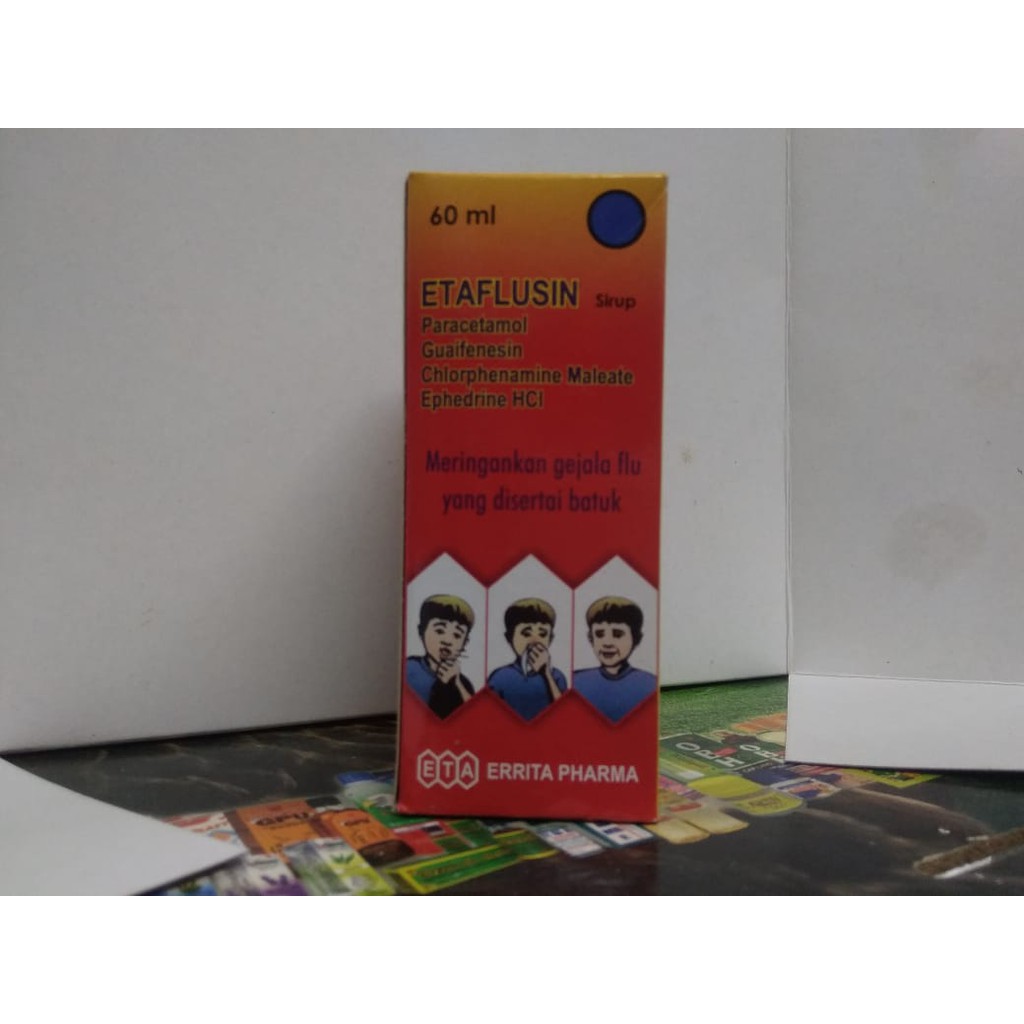 60 ml
ETAFLUSIN Sirup
Paracetamol
Guaifenesin
Chlorphenamine Maleate
Ephedrine HCl
Meringankan gejala flu
yang disertai batuk
ETA ERRITA PHARMA
GPU